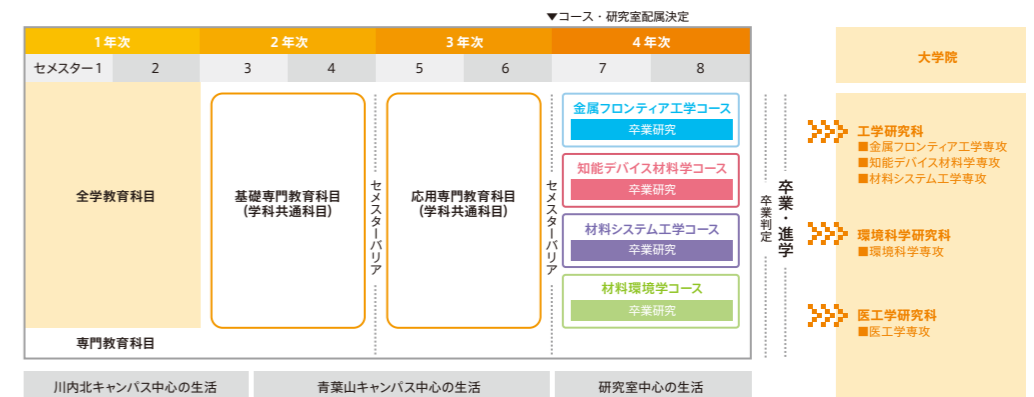 ▼コース・研究室配属決定
1年次
2年次
3年次
4年次
大学院
セメスター1
2
3
4
5
6
7
8
全学教育科目
基礎専門教育科目
(学科共通科目)
セメスターバリア
応用専門教育科目
(学科共通科目)
セメスターバリア
金属フロンティア工学コース
卒業研究
知能デバイス材料学コース
卒業研究
材料システム工学コース
卒業研究
材料環境学コース
卒業研究
卒業判定
卒業・進学
工学研究科
■金属フロンティア工学専攻
■知能デバイス材料学専攻
■材料システム工学専攻
環境科学研究科
■環境科学専攻
医工学研究科
■医工学専攻
専門教育科目
川内北キャンパス中心の生活
青葉山キャンパス中心の生活
研究室中心の生活